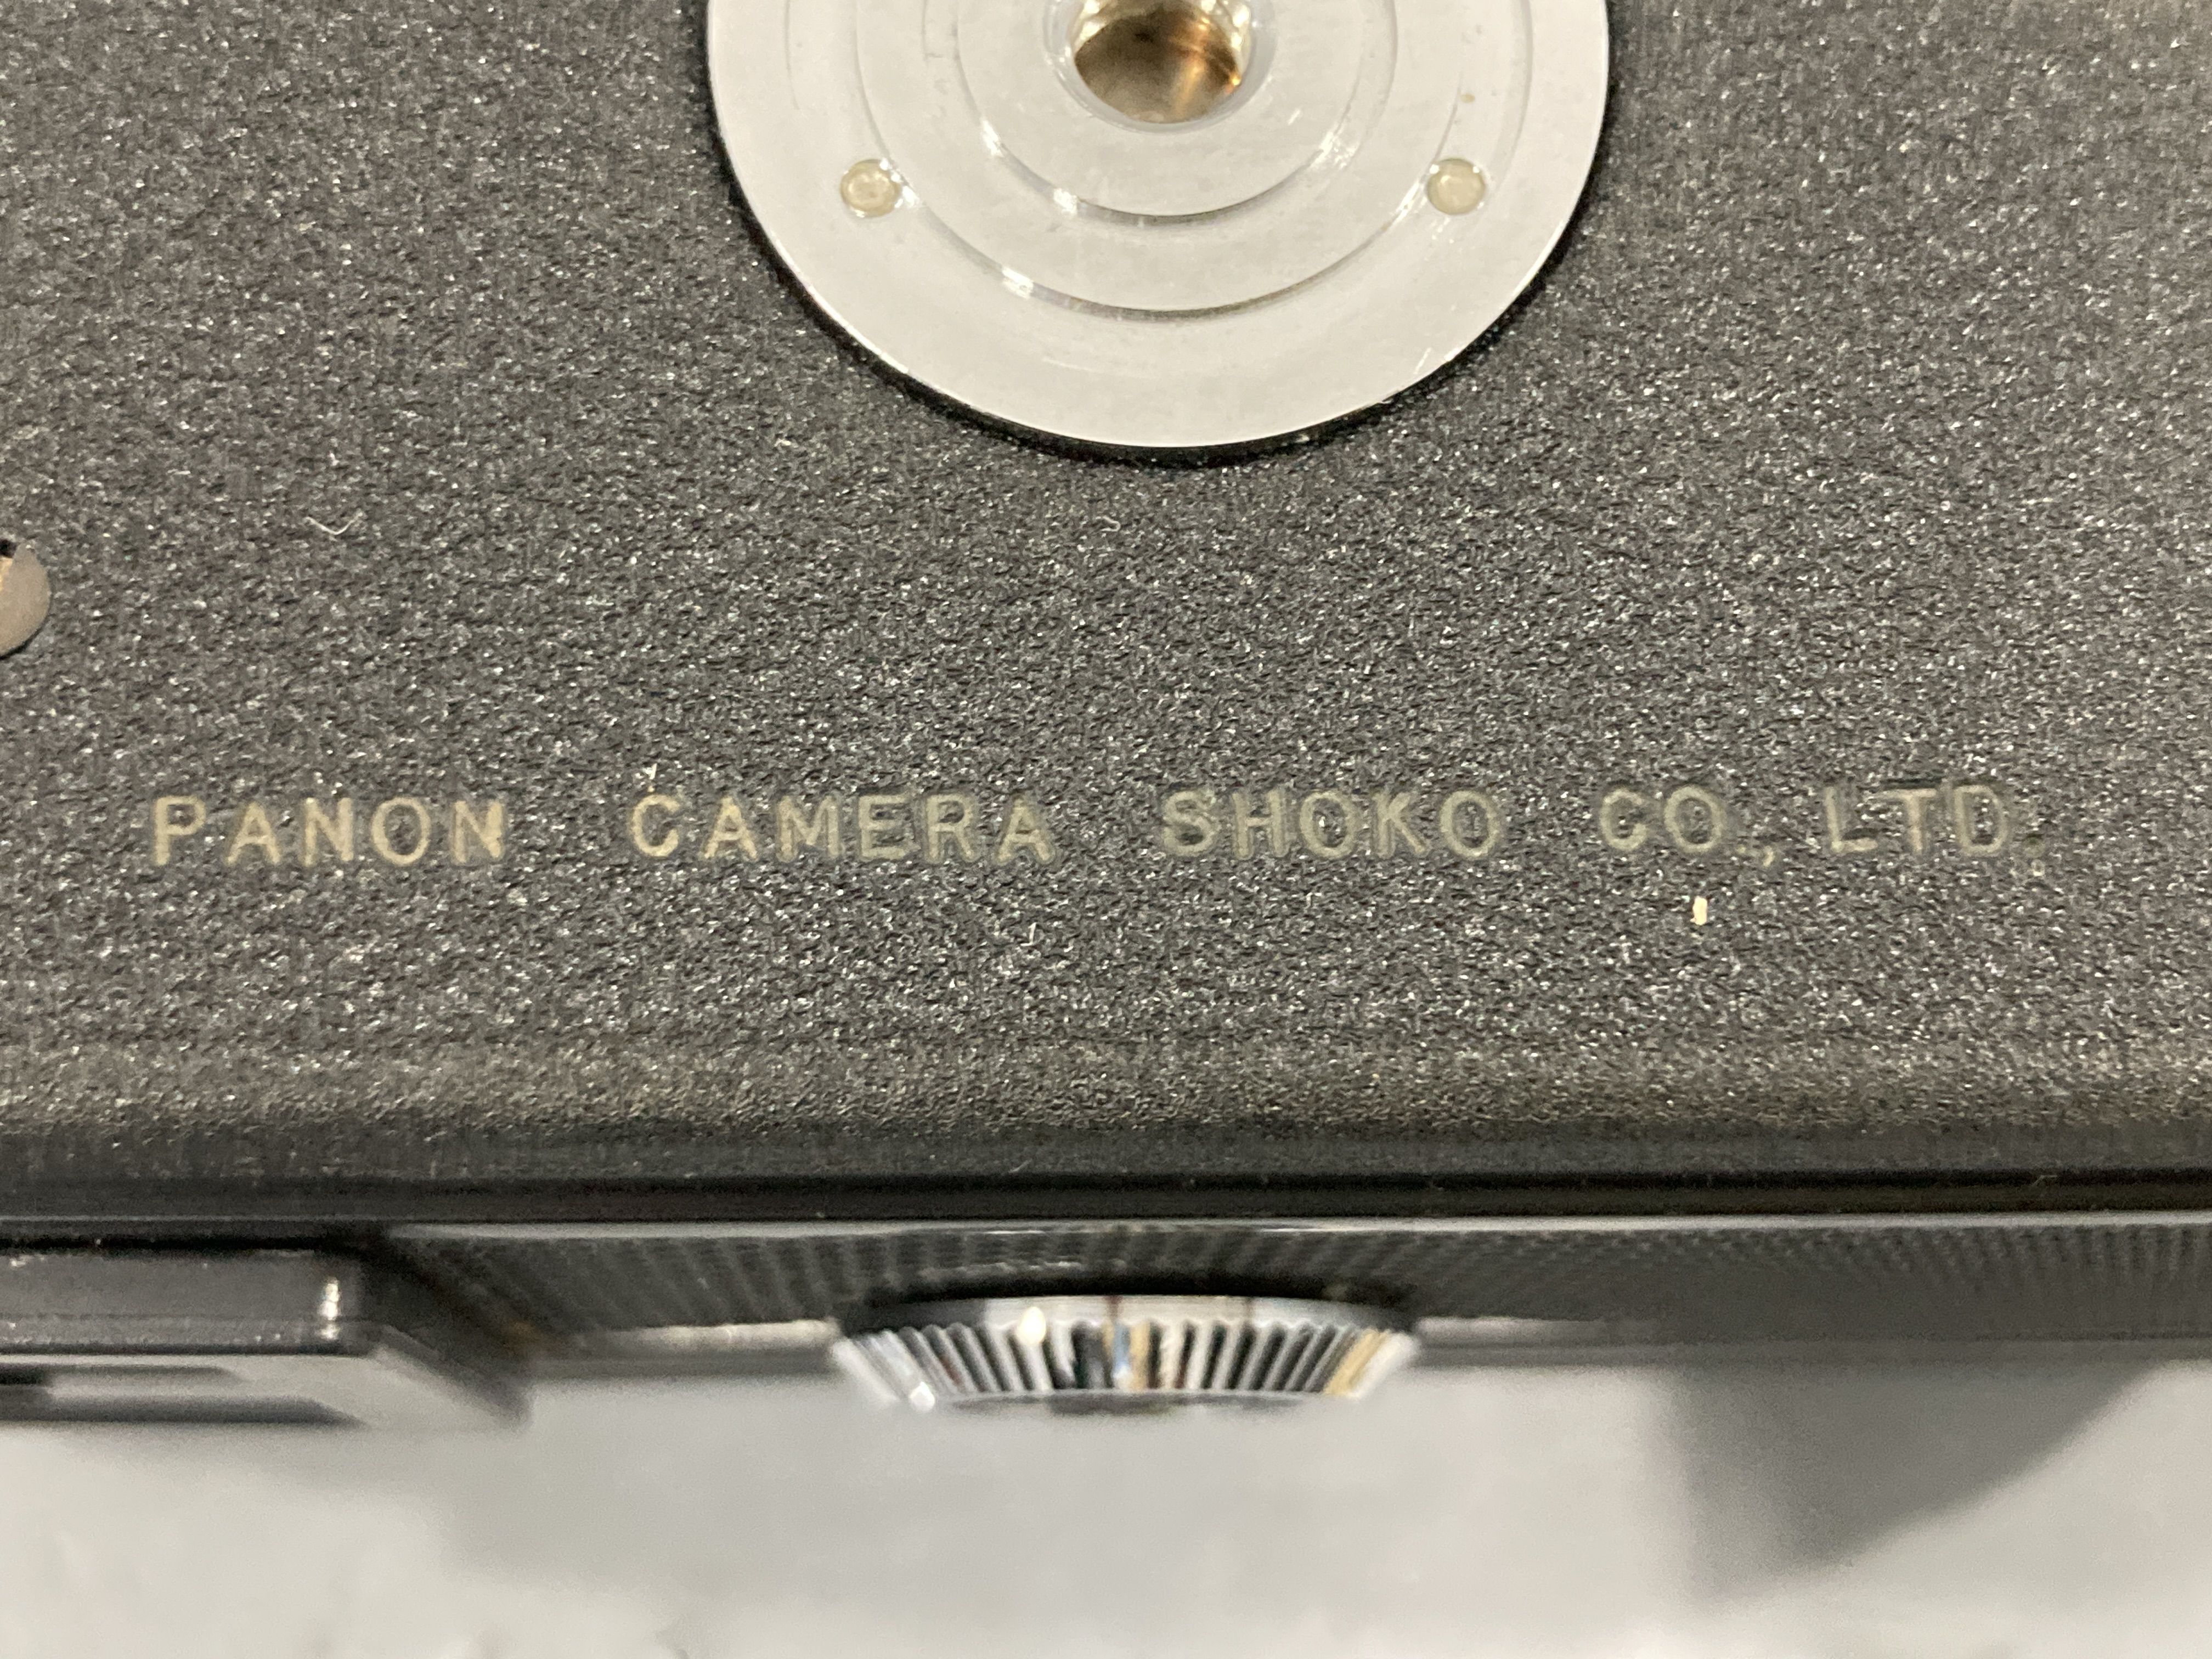 PANON CAMERA SHOKO CO., LTD.